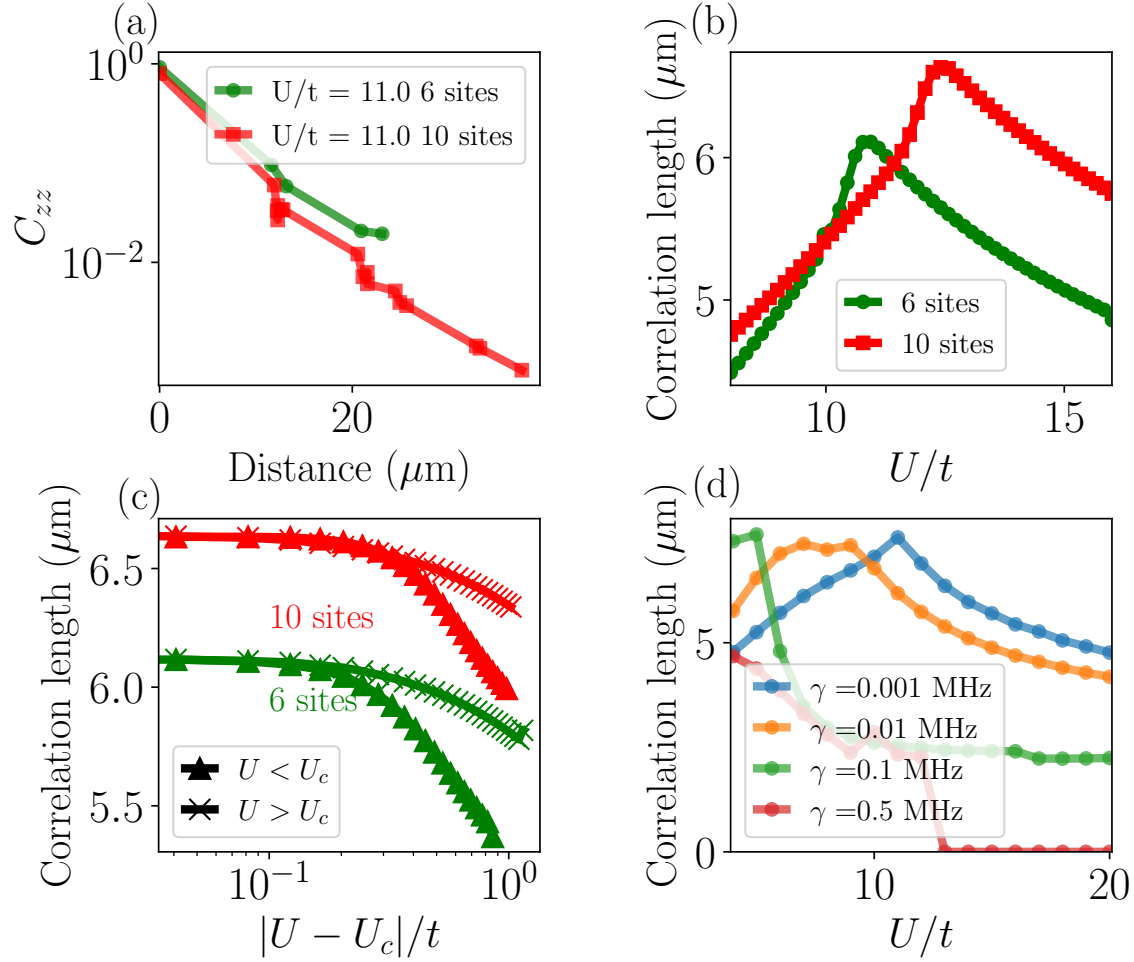 (a)
10^0
10^{-2}
C_{zz}
U/t = 11.0 6 sites
U/t = 11.0 10 sites
0
20
Distance (μm)
(b)
Correlation length (μm)
6
5
6 sites
10 sites
10
15
U/t
(c)
Correlation length (μm)
6.5
6.0
5.5
10 sites
6 sites
U < U_c
U > U_c
10^{-1}
10^0
|U − U_c|/t
(d)
Correlation length (μm)
5
0
γ =0.001 MHz
γ =0.01 MHz
γ =0.1 MHz
γ =0.5 MHz
10
20
U/t